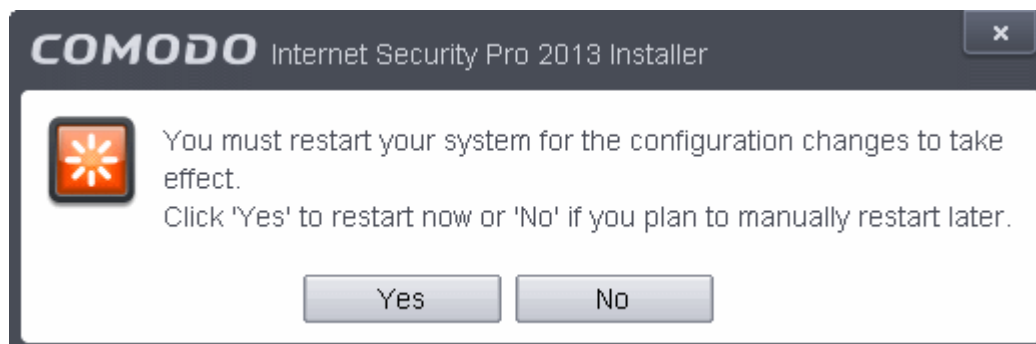 COMODO Internet Security Pro 2013 Installer
You must restart your system for the configuration changes to take
effect.
Click 'Yes' to restart now or 'No' if you plan to manually restart later.
Yes No